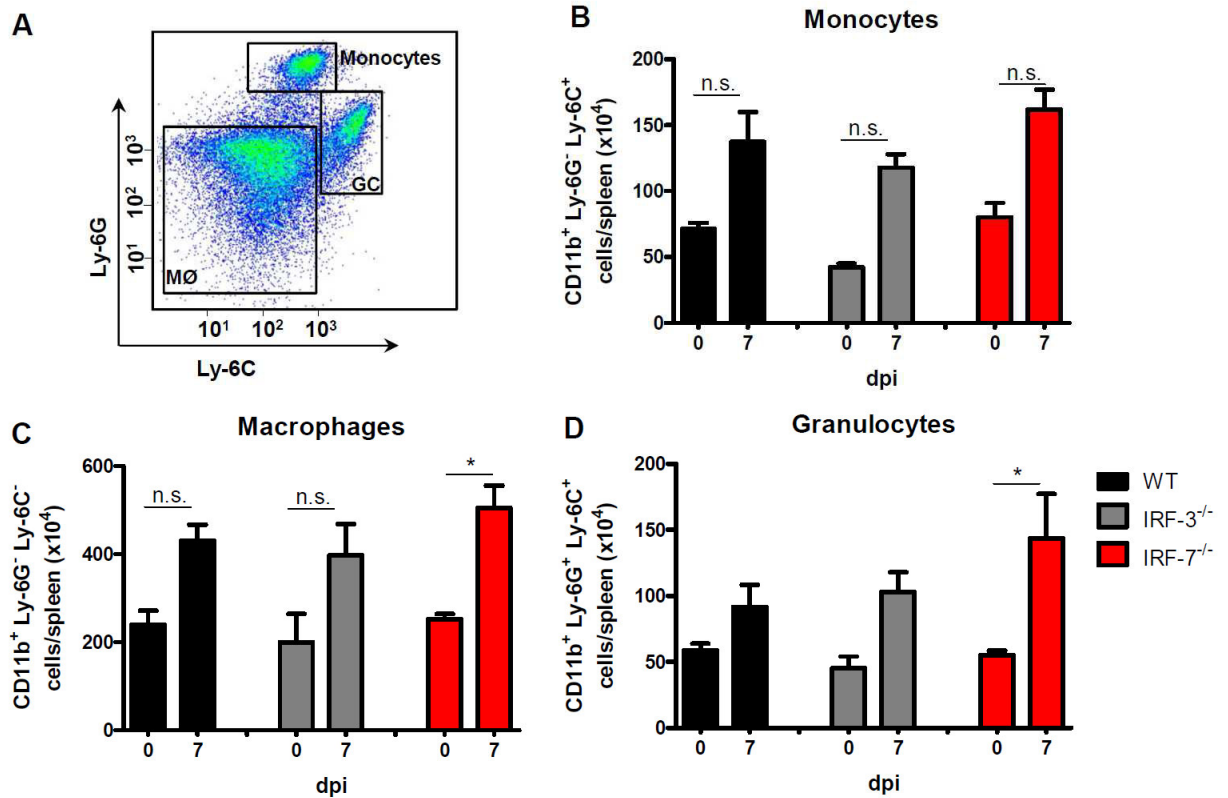 A
Monocytes
GC
MØ
10³
10²
10¹
Ly-6G
10¹ 10² 10³
Ly-6C
B
Monocytes
200
150
100
50
0
CD11b⁺ Ly-6G⁻ Ly-6C⁺
cells/spleen (x10⁴)
n.s.
n.s.
n.s.
0 7 0 7 0 7
dpi
C
Macrophages
600
400
200
0
CD11b⁺ Ly-6G⁻ Ly-6C⁻
cells/spleen (x10⁴)
n.s.
n.s.
*
0 7 0 7 0 7
dpi
D
Granulocytes
200
150
100
50
0
CD11b⁺ Ly-6G⁺ Ly-6C⁺
cells/spleen (x10⁴)
*
0 7 0 7 0 7
dpi
WT
IRF-3⁻/⁻
IRF-7⁻/⁻